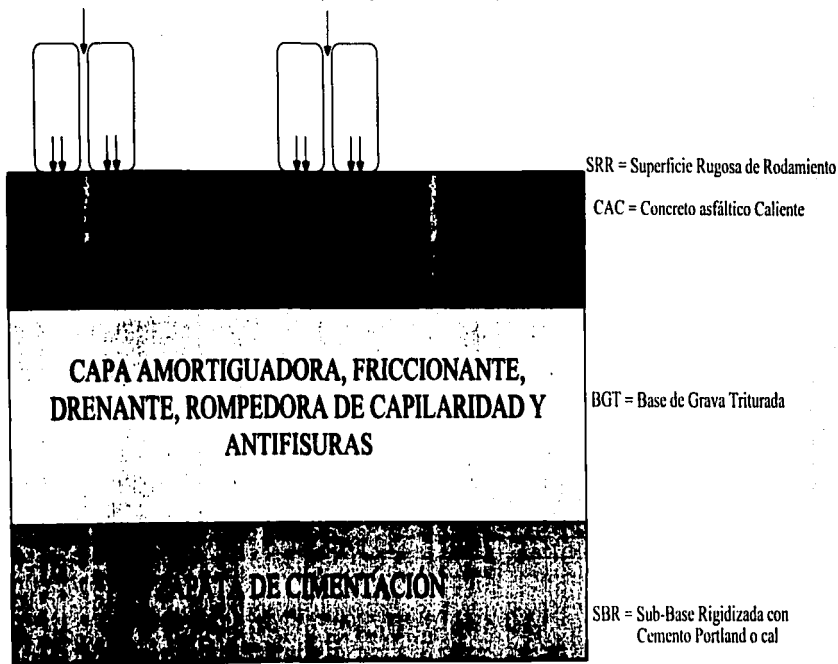 SRR = Superficie Rugosa de Rodamiento
CAC = Concreto asfáltico Caliente
CAPA AMORTIGUADORA, FRICCIONANTE,
DRENANTE, ROMPEDORA DE CAPILARIDAD Y
ANTIFISURAS
BGT = Base de Grava Triturada
DE CIMENTACION
SBR = Sub-Base Rigidizada con
Cemento Portland o cal